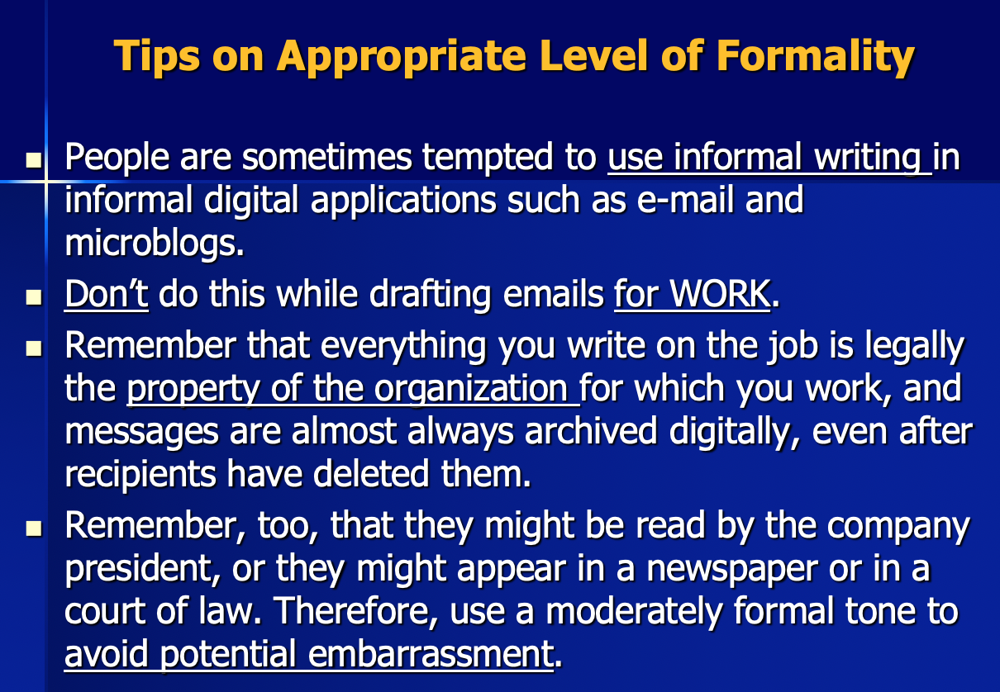 Tips on Appropriate Level of Formality
People are sometimes tempted to use informal writing in
informal digital applications such as e-mail and
microblogs.
Don’t do this while drafting emails for WORK.
Remember that everything you write on the job is legally
the property of the organization for which you work, and
messages are almost always archived digitally, even after
recipients have deleted them.
Remember, too, that they might be read by the company
president, or they might appear in a newspaper or in a
court of law. Therefore, use a moderately formal tone to
avoid potential embarrassment.